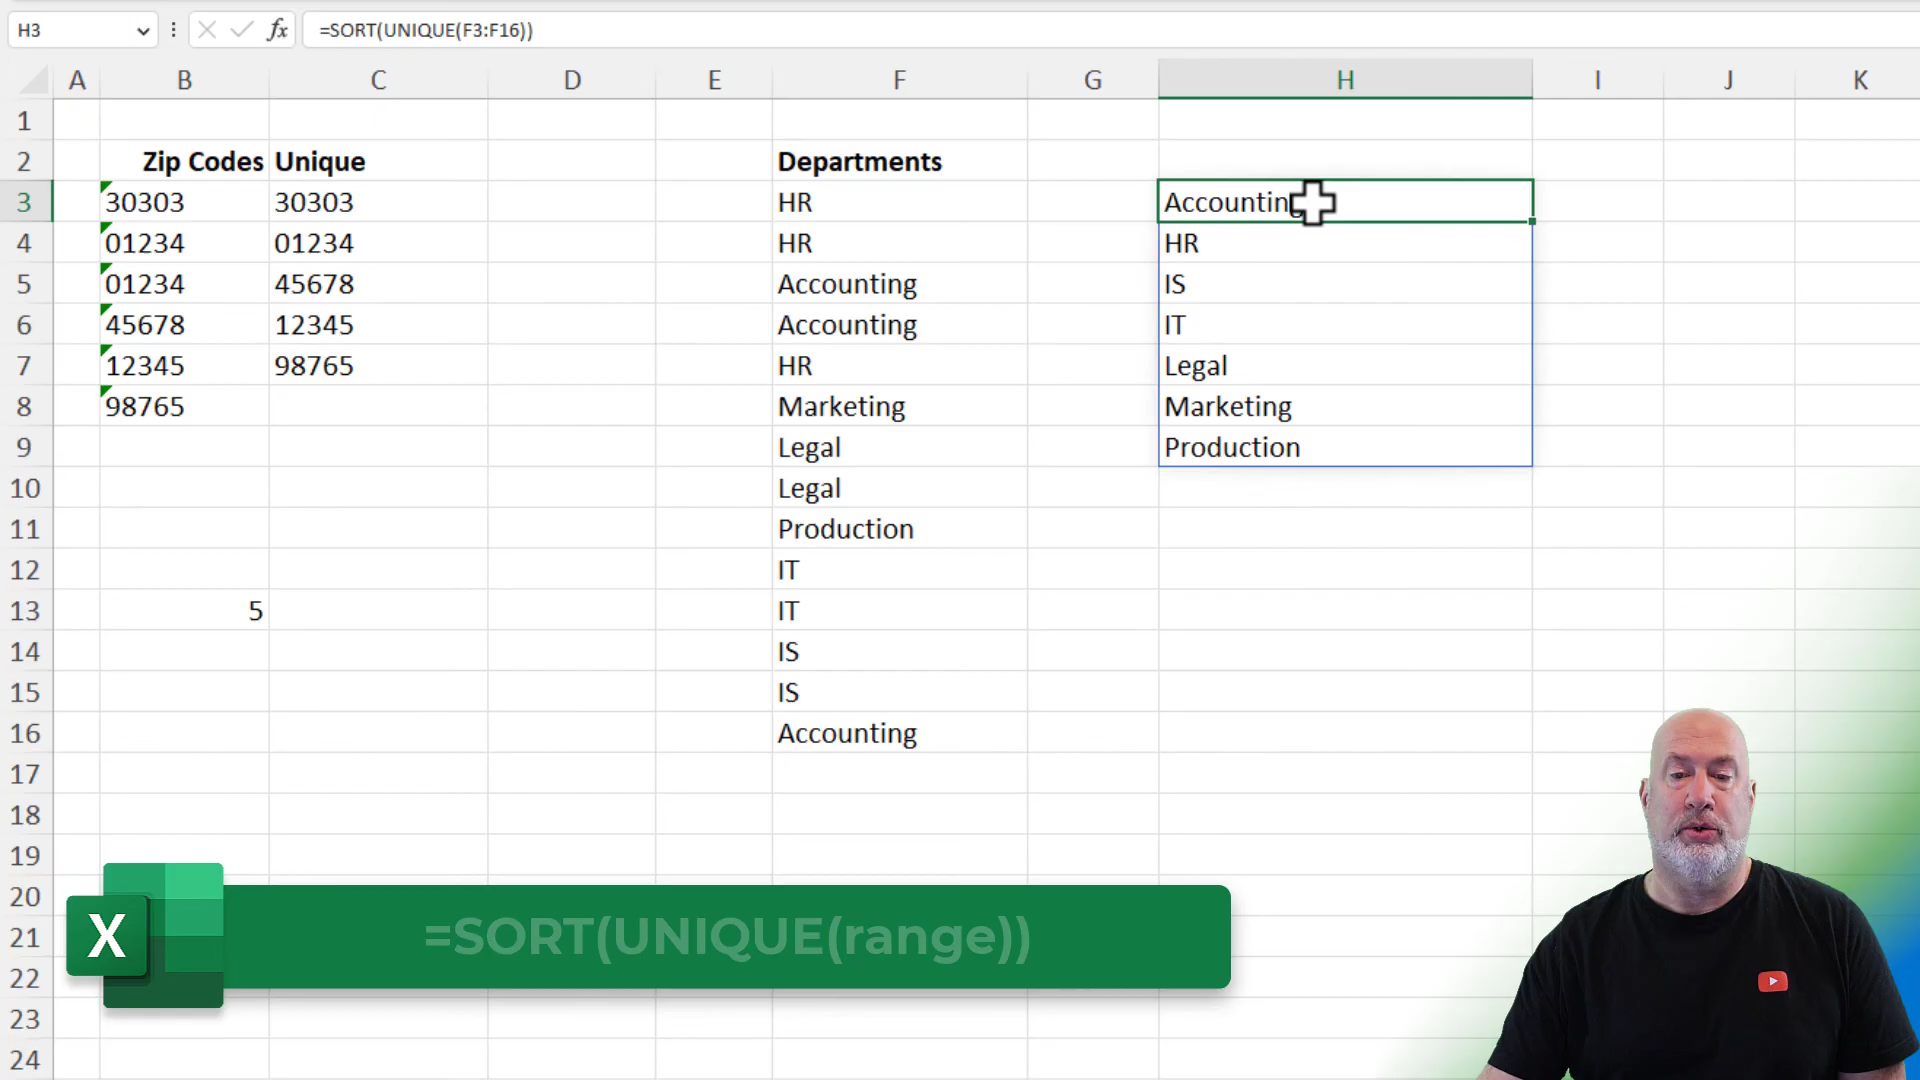 H3 =SORT(UNIQUE(F3:F16))
A B C D E F G H I J K
1
2 Zip Codes Unique Departments
3 30303 30303 HR Accounting
4 01234 01234 HR HR
5 01234 45678 Accounting IS
6 45678 12345 Accounting IT
7 12345 98765 HR Legal
8 98765 Marketing Marketing
9 Legal Production
10 Legal
11 Production
12 IT
13 5 IT
14 IS
15 IS
16 Accounting
17
18
19
20
21
22
23
24
X =SORT(UNIQUE(range))